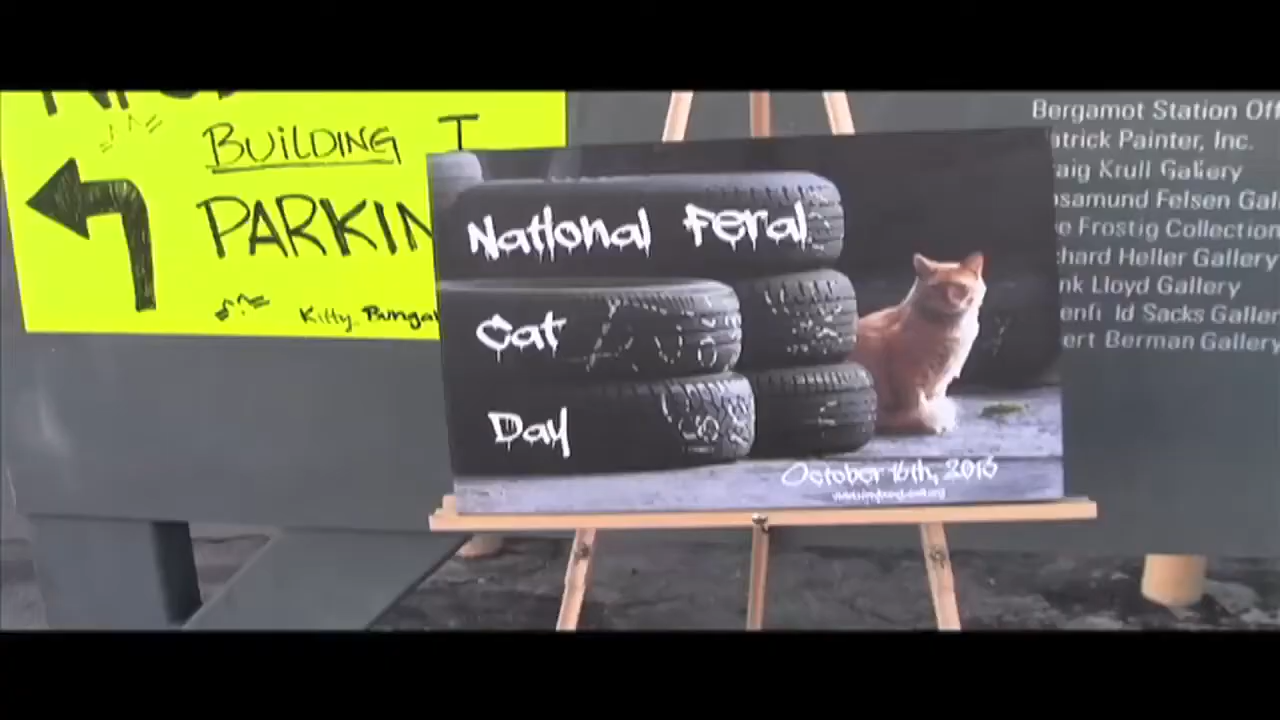 BUILDING I
PARKIN
Kitty Bungal
National Feral
Cat
Day
October 16th, 2015
Bergamot Station Off
atrick Painter, Inc.
raig Krull Gallery
osamund Felsen Gal
e Frostig Collection
chard Heller Gallery
nk Lloyd Gallery
enfi ld Sacks Galler
ert Berman Gallery